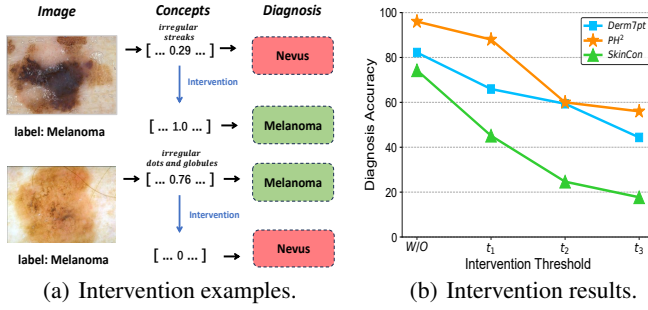 Image Concepts Diagnosis
irregular
streaks
[ ... 0.29 ... ] Nevus
Intervention
[ ... 1.0 ... ] Melanoma
label: Melanoma
irregular
dots and globules
[ ... 0.76 ... ] Melanoma
Intervention
[ ... 0 ... ] Nevus
label: Melanoma
(a) Intervention examples.
Diagnosis Accuracy
100
80
60
40
20
0
W/O t₁ t₂ t₃
Intervention Threshold
Derm7pt
PH²
SkinCon
(b) Intervention results.